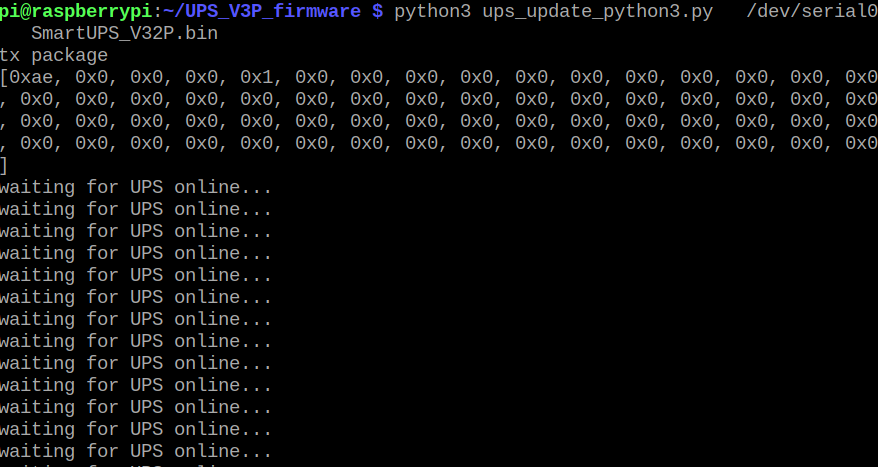 pi@raspberrypi:~/UPS_V3P_firmware $ python3 ups_update_python3.py   /dev/serial0
   SmartUPS_V32P.bin
tx package
[0xae, 0x0, 0x0, 0x0, 0x1, 0x0, 0x0, 0x0, 0x0, 0x0, 0x0, 0x0, 0x0, 0x0, 0x0, 0x0
, 0x0, 0x0, 0x0, 0x0, 0x0, 0x0, 0x0, 0x0, 0x0, 0x0, 0x0, 0x0, 0x0, 0x0, 0x0, 0x0
, 0x0, 0x0, 0x0, 0x0, 0x0, 0x0, 0x0, 0x0, 0x0, 0x0, 0x0, 0x0, 0x0, 0x0, 0x0, 0x0
, 0x0, 0x0, 0x0, 0x0, 0x0, 0x0, 0x0, 0x0, 0x0, 0x0, 0x0, 0x0, 0x0, 0x0, 0x0, 0x0
]
waiting for UPS online...
waiting for UPS online...
waiting for UPS online...
waiting for UPS online...
waiting for UPS online...
waiting for UPS online...
waiting for UPS online...
waiting for UPS online...
waiting for UPS online...
waiting for UPS online...
waiting for UPS online...
waiting for UPS online...
waiting for UPS online...